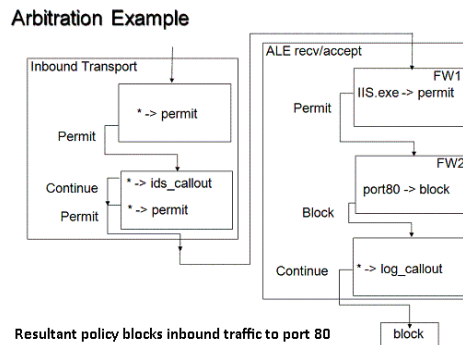 Arbitration Example
Inbound Transport
* -> permit
Permit
Continue
* -> ids_callout
Permit
* -> permit
ALE recv/accept
FW1
IIS.exe -> permit
Permit
FW2
port80 -> block
Block
Continue
* -> log_callout
block
Resultant policy blocks inbound traffic to port 80